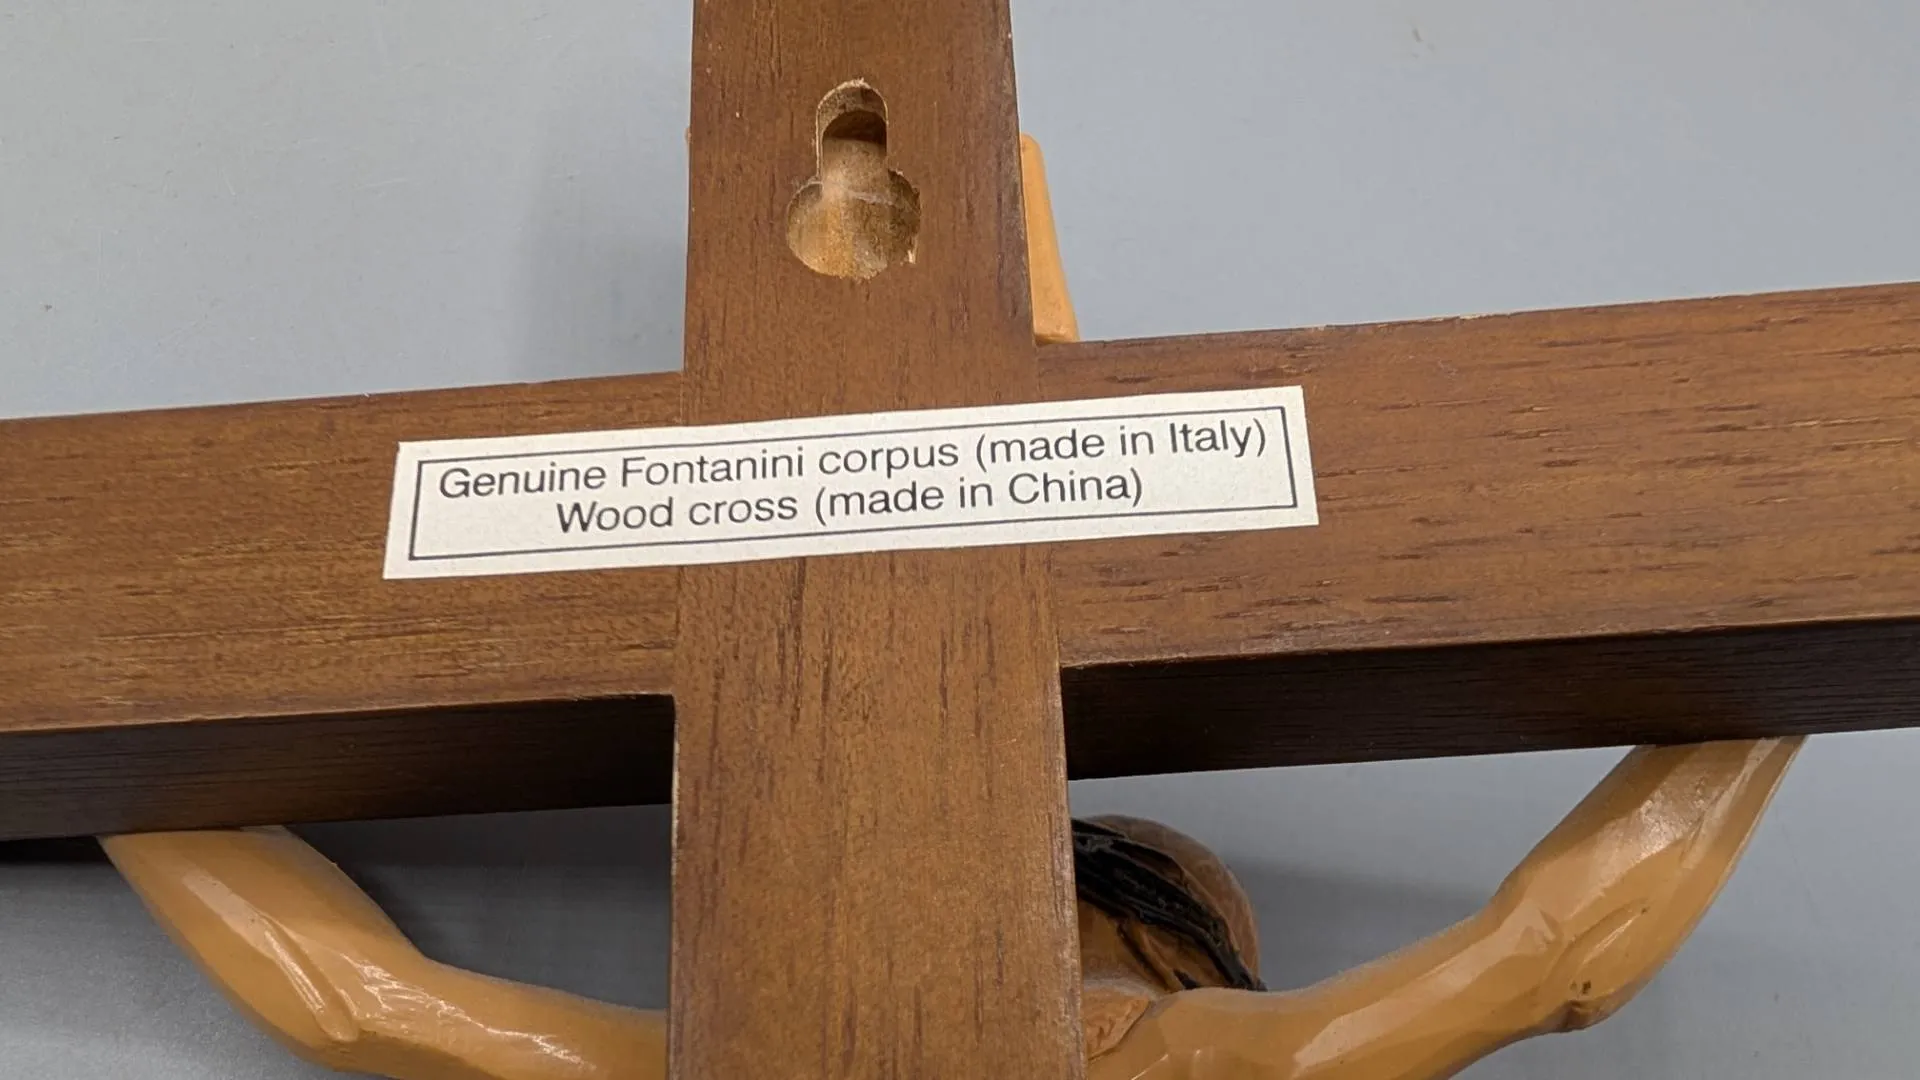 Genuine Fontanini corpus (made in Italy)
Wood cross (made in China)